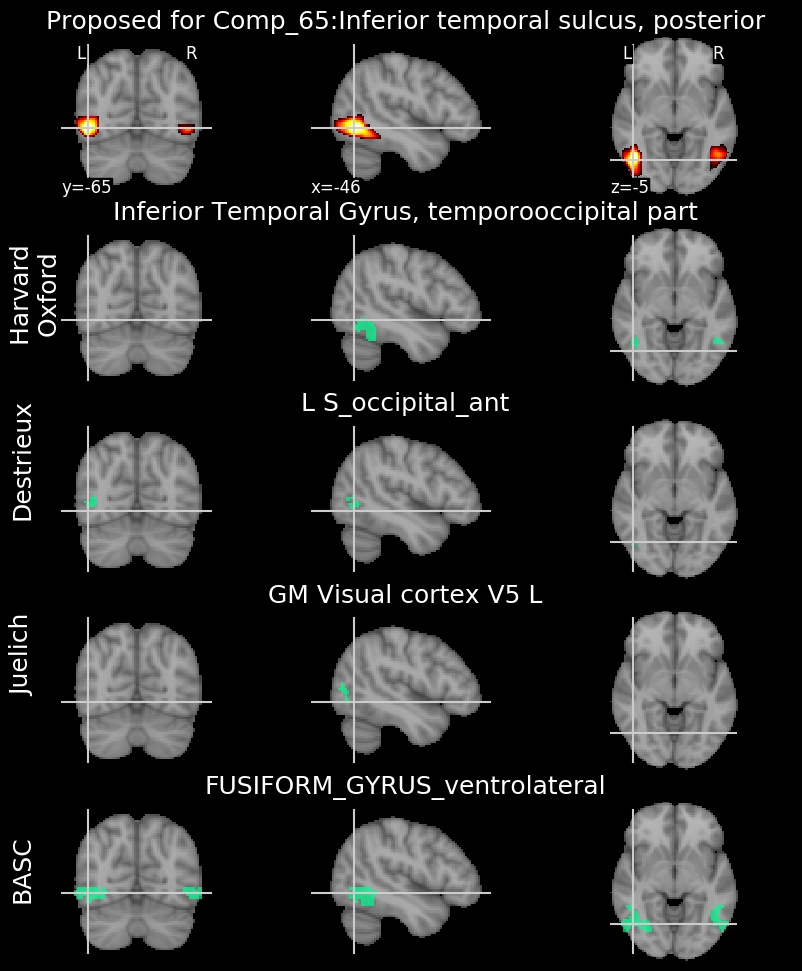 Proposed for Comp_65:Inferior temporal sulcus, posterior
L R
L R
y=-65 x=-46 z=-5
Inferior Temporal Gyrus, temporooccipital part
Harvard
Oxford
L S_occipital_ant
Destrieux
GM Visual cortex V5 L
Juelich
FUSIFORM_GYRUS_ventrolateral
BASC